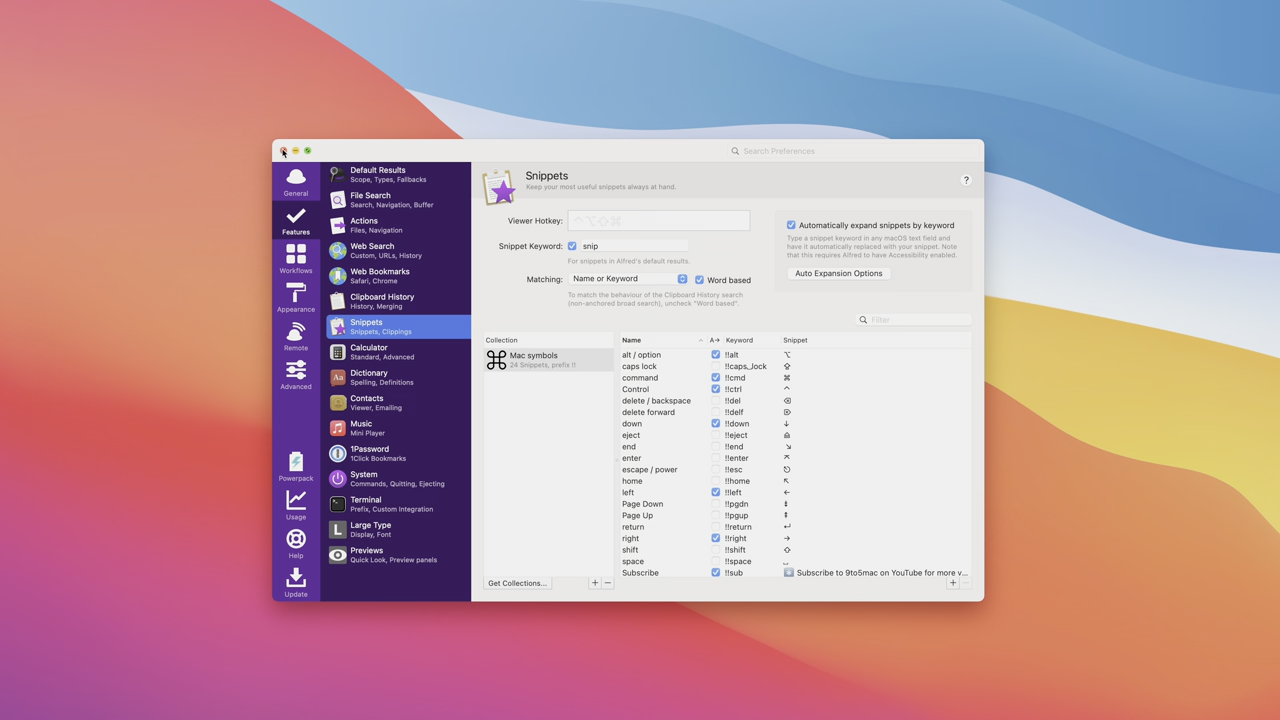 Search Preferences
General
Features
Workflows
Appearance
Remote
Advanced
Powerpack
Usage
Help
Update
Default Results
Scope, Types, Fallbacks
File Search
Search, Navigation, Buffer
Actions
Files, Navigation
Web Search
Custom, URLs, History
Web Bookmarks
Safari, Chrome
Clipboard History
History, Merging
Snippets
Snippets, Clippings
Calculator
Standard, Advanced
Dictionary
Aa
Spelling, Definitions
Contacts
Viewer, Emailing
Music
Mini Player
1Password
1Click Bookmarks
System
Commands, Quitting, Ejecting
Terminal
Prefix, Custom Integration
L
Large Type
Display, Font
Previews
Quick Look, Preview panels
Snippets
Keep your most useful snippets always at hand.
?
Viewer Hotkey: ⌃⌥⇧⌘
Snippet Keyword: snip
For snippets in Alfred's default results.
Matching: Name or Keyword Word based
To match the behaviour of the Clipboard History search
(non-anchored broad search), uncheck "Word based".
Automatically expand snippets by keyword
Type a snippet keyword in any macOS text field and
have it automatically replaced with your snippet. Note
that this requires Alfred to have Accessibility enabled.
Auto Expansion Options
Filter
Collection
Mac symbols
24 Snippets, prefix !!
Get Collections...
+ −
Name A→ Keyword Snippet
alt / option !!alt ⌥
caps lock !!caps_lock ⇪
command !!cmd ⌘
Control !!ctrl ⌃
delete / backspace !!del ⌫
delete forward !!delf ⌦
down !!down ↓
eject !!eject ⏏
end !!end ↘
enter !!enter ⌤
escape / power !!esc ⎋
home !!home ↖
left !!left ←
Page Down !!pgdn ⇟
Page Up !!pgup ⇞
return !!return ↵
right !!right →
shift !!shift ⇧
space !!space ⎵
Subscribe !!sub Subscribe to 9to5mac on YouTube for more v...
+ −